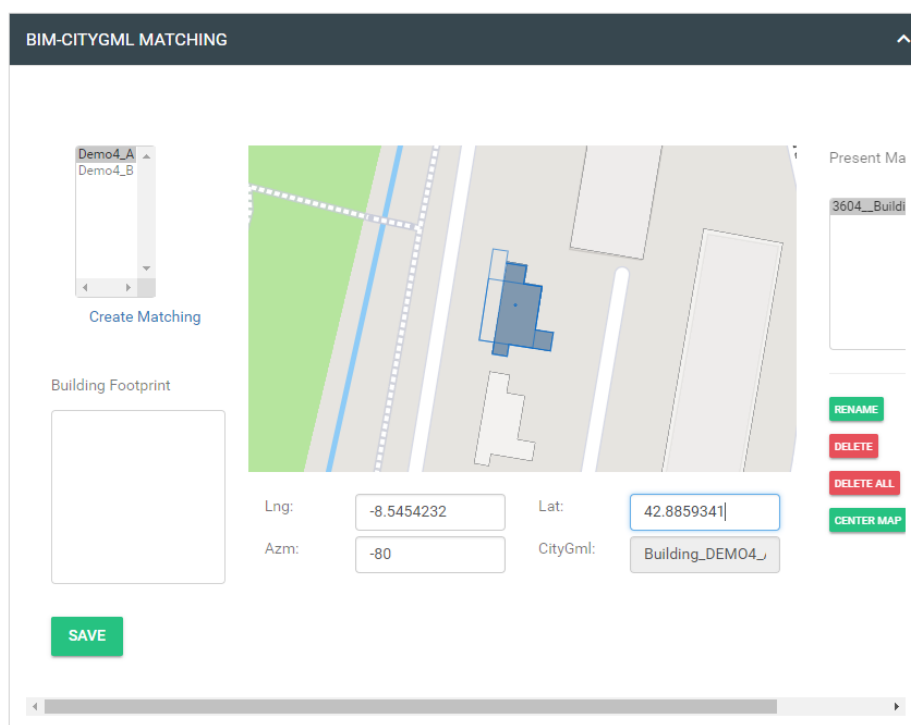 BIM-CITYGML MATCHING
Demo4_A
Demo4_B
Create Matching
Building Footprint
Present Ma
3604__Buildi
RENAME
DELETE
DELETE ALL
CENTER MAP
Lng: -8.5454232 Lat: 42.8859341
Azm: -80 CityGml: Building_DEMO4_
SAVE